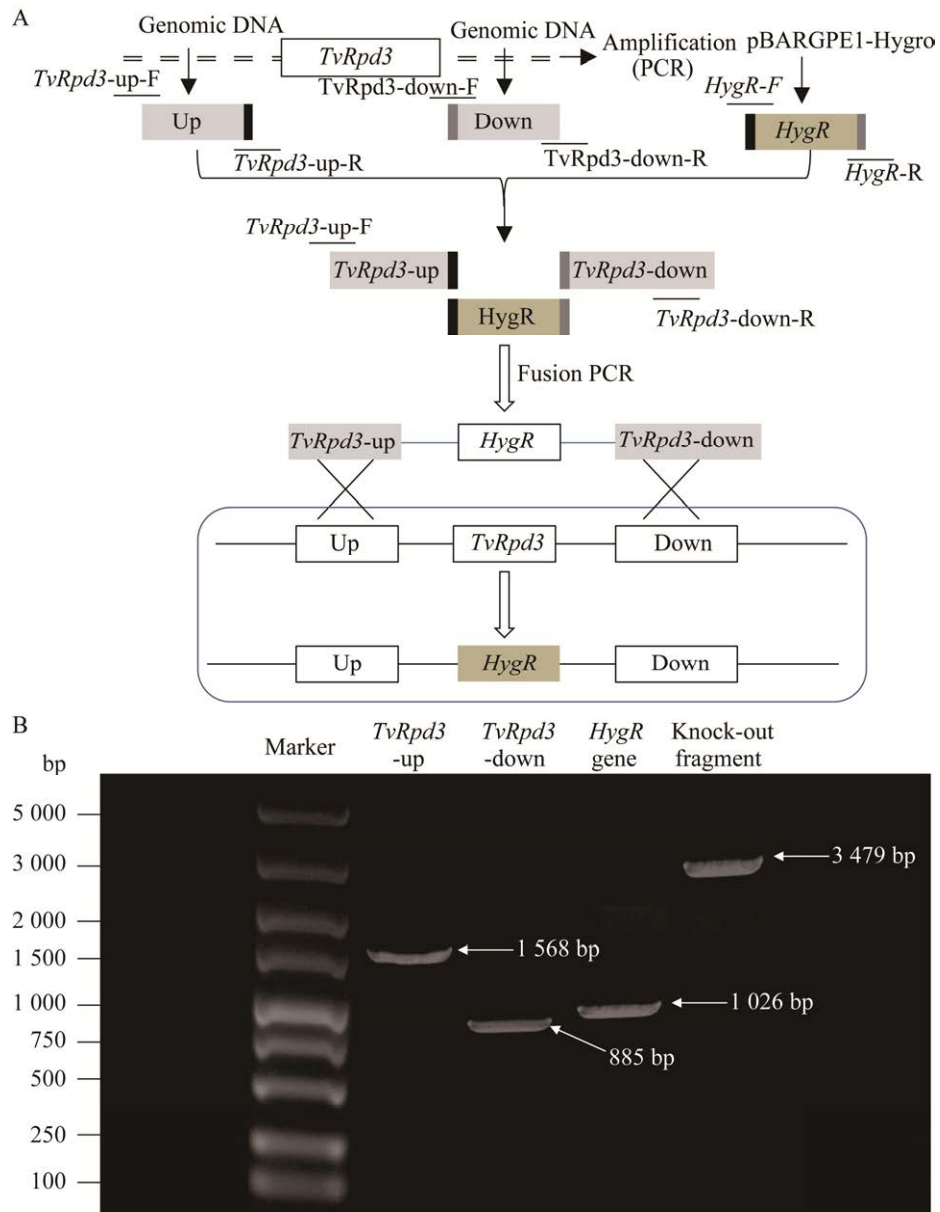 A
Genomic DNA
Genomic DNA
TvRpd3
Amplification
(PCR)
pBARGPE1-Hygro
TvRpd3-up-F
TvRpd3-down-F
HygR-F
Up
Down
HygR
TvRpd3-up-R
TvRpd3-down-R
HygR-R
TvRpd3-up-F
TvRpd3-up
TvRpd3-down
HygR
TvRpd3-down-R
Fusion PCR
TvRpd3-up
HygR
TvRpd3-down
Up
TvRpd3
Down
Up
HygR
Down
B
bp
Marker
TvRpd3
-up
TvRpd3
-down
HygR
gene
Knock-out
fragment
5 000
3 000
2 000
1 500
1 000
750
500
250
100
3 479 bp
1 568 bp
1 026 bp
885 bp